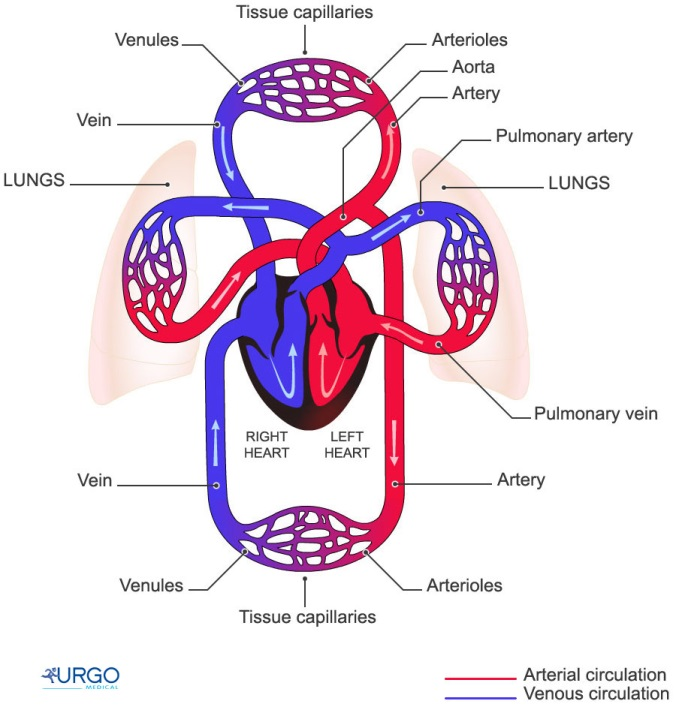 Tissue capillaries
Venules
Arterioles
Aorta
Artery
Vein
Pulmonary artery
LUNGS
LUNGS
Pulmonary vein
RIGHT
HEART
LEFT
HEART
Vein
Artery
Venules
Arterioles
Tissue capillaries
URGO
MEDICAL
Arterial circulation
Venous circulation